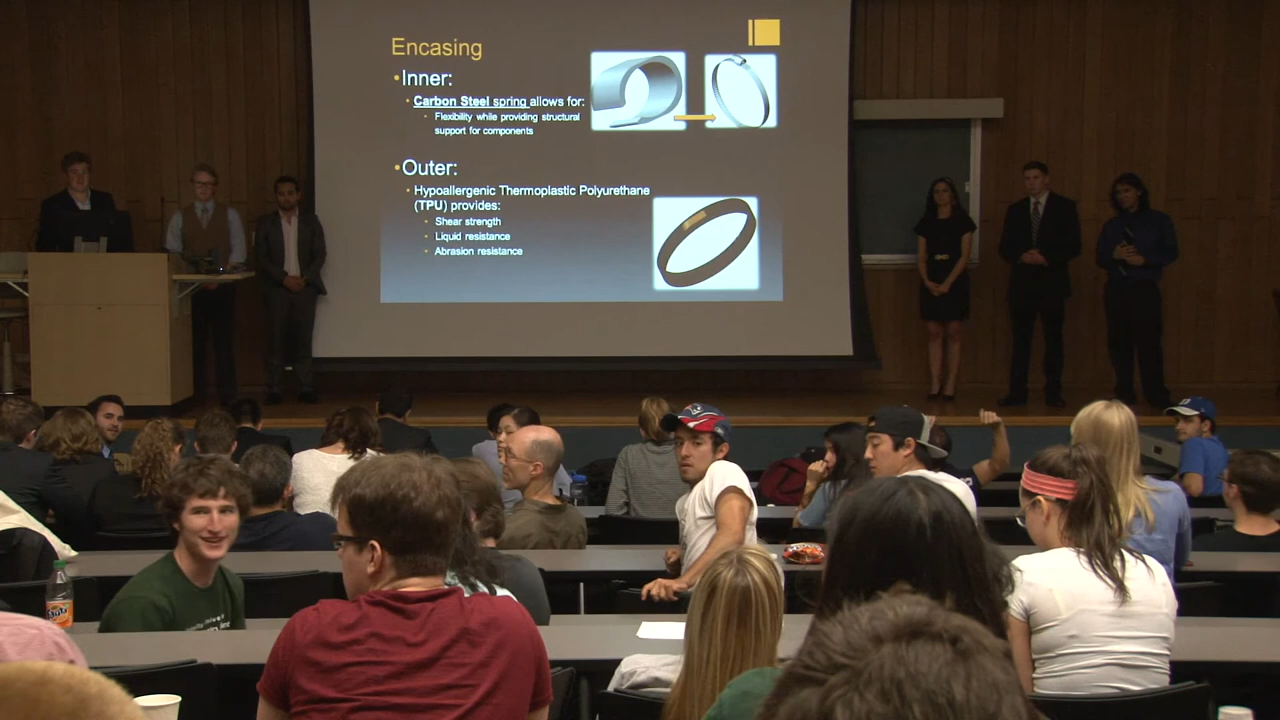 Encasing
•Inner:
• Carbon Steel spring allows for:
• Flexibility while providing structural
support for components
•Outer:
• Hypoallergenic Thermoplastic Polyurethane
(TPU) provides:
• Shear strength
• Liquid resistance
• Abrasion resistance